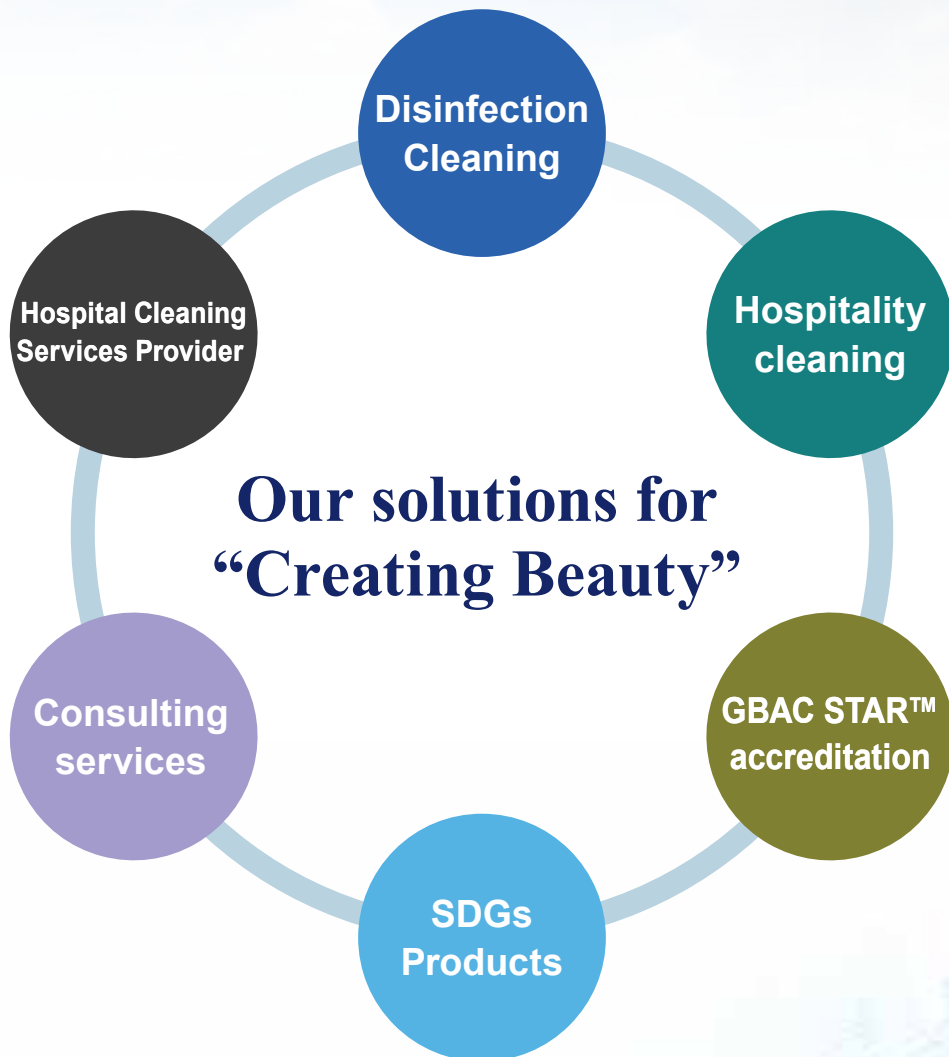 Disinfection
Cleaning
Hospital Cleaning
Services Provider
Hospitality
cleaning
Our solutions for
“Creating Beauty”
Consulting
services
GBAC STAR™
accreditation
SDGs
Products